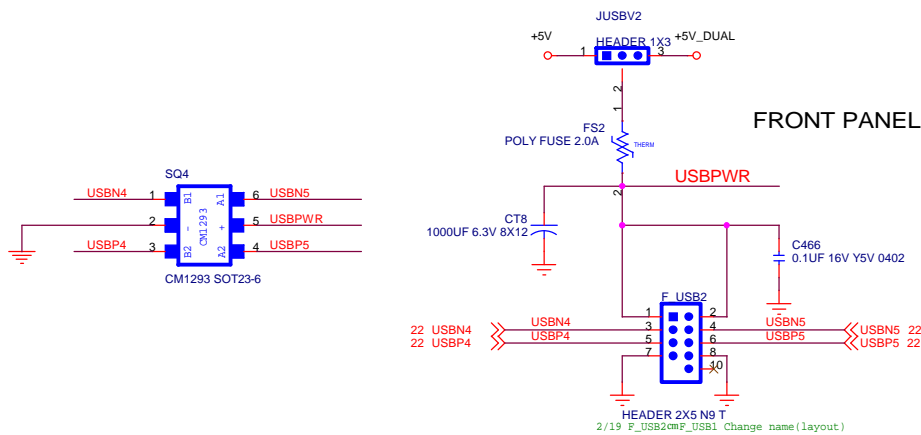 JUSBV2
+5V
+5V_DUAL
HEADER 1X3
1
3
2
1
FS2
POLY FUSE 2.0A
THERM
FRONT PANEL
USBPWR
2
CT8
1000UF 6.3V 8X12
C466
0.1UF 16V Y5V 0402
SQ4
USBN4 1 B1 A1 6 USBN5
2 - CM1293 + 5 USBPWR
USBP4 3 B2 A2 4 USBP5
CM1293 SOT23-6
F_USB2
1 2
22 USBN4 USBN4 3 4 USBN5 USBN5 22
22 USBP4 USBP4 5 6 USBP5 USBP5 22
7 8
10
HEADER 2X5 N9 T
2/19 F_USB2cmF_USB1 Change name(layout)